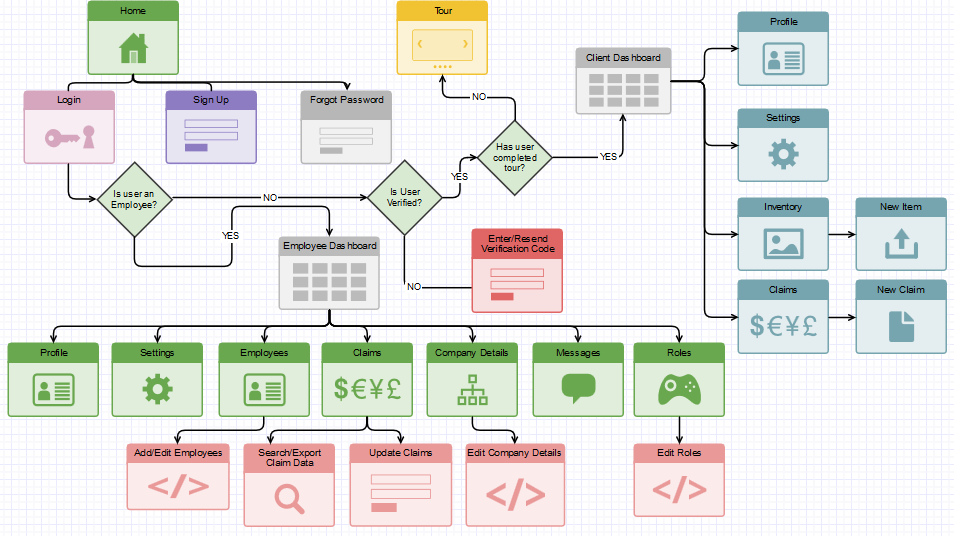 Home
Tour
Profile
Client Dashboard
Login
Sign Up
Forgot Password
NO
Settings
Has user
completed
tour?
YES
Is user an
Employee?
NO
Is User
Verified?
YES
Inventory
New Item
YES
Employee Dashboard
Enter/Resend
Verification Code
NO
Claims
$€¥£
New Claim
Profile
Settings
Employees
Claims
$€¥£
Company Details
Messages
Roles
Add/Edit Employees
</>
Search/Export
Claim Data
Update Claims
Edit Company Details
</>
Edit Roles
</>